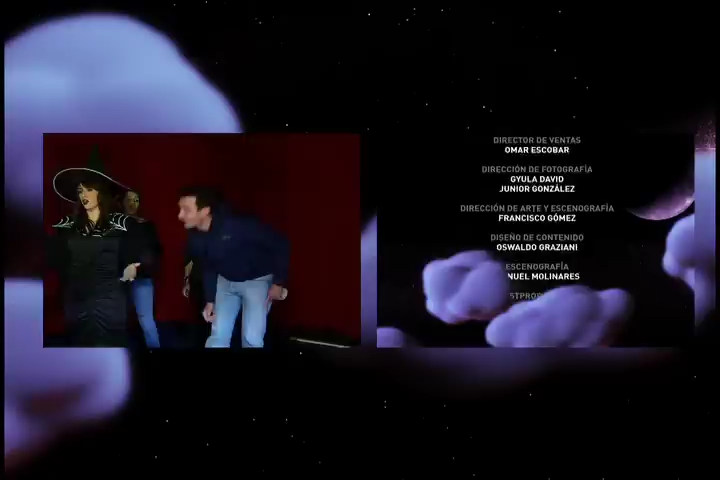 DIRECTOR DE VENTAS
OMAR ESCOBAR
DIRECCIÓN DE FOTOGRAFÍA
GYULA DAVID
JUNIOR GONZÁLEZ
DIRECCIÓN DE ARTE Y ESCENOGRAFÍA
FRANCISCO GÓMEZ
DISEÑO DE CONTENIDO
OSWALDO GRAZIANI
ESCENOGRAFÍA
MOLINARES